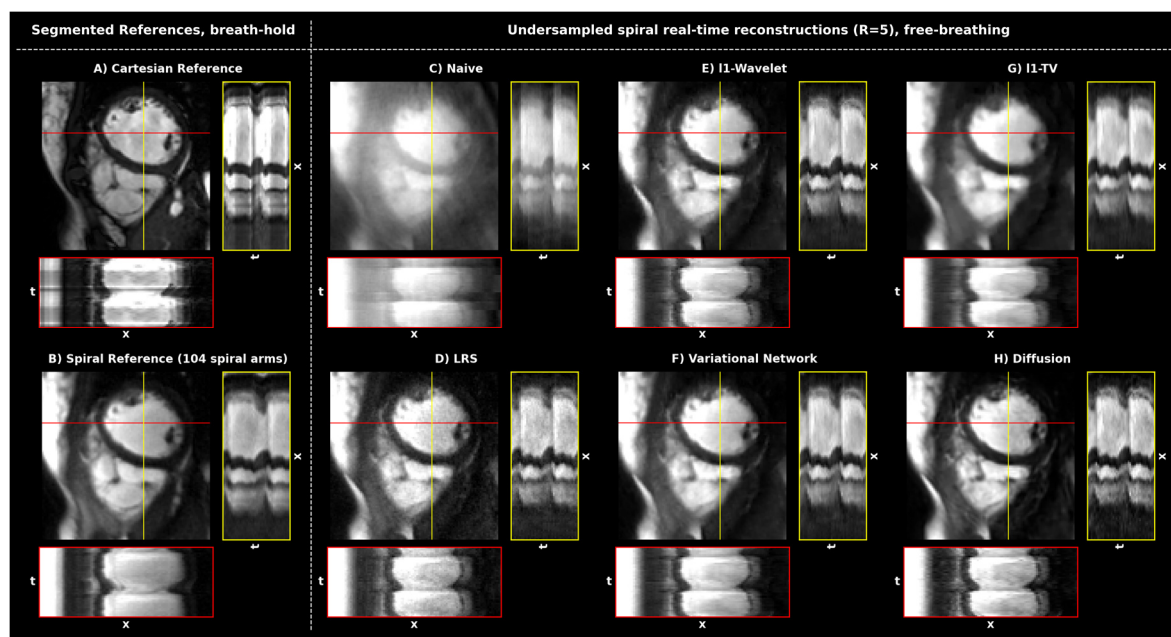 Segmented References, breath-hold
Undersampled spiral real-time reconstructions (R=5), free-breathing
A) Cartesian Reference
C) Naive
E) l1-Wavelet
G) l1-TV
x
x
x
x
t
t
t
t
t
t
t
t
x
x
x
x
B) Spiral Reference (104 spiral arms)
D) LRS
F) Variational Network
H) Diffusion
x
x
x
x
t
t
t
t
t
t
t
t
x
x
x
x